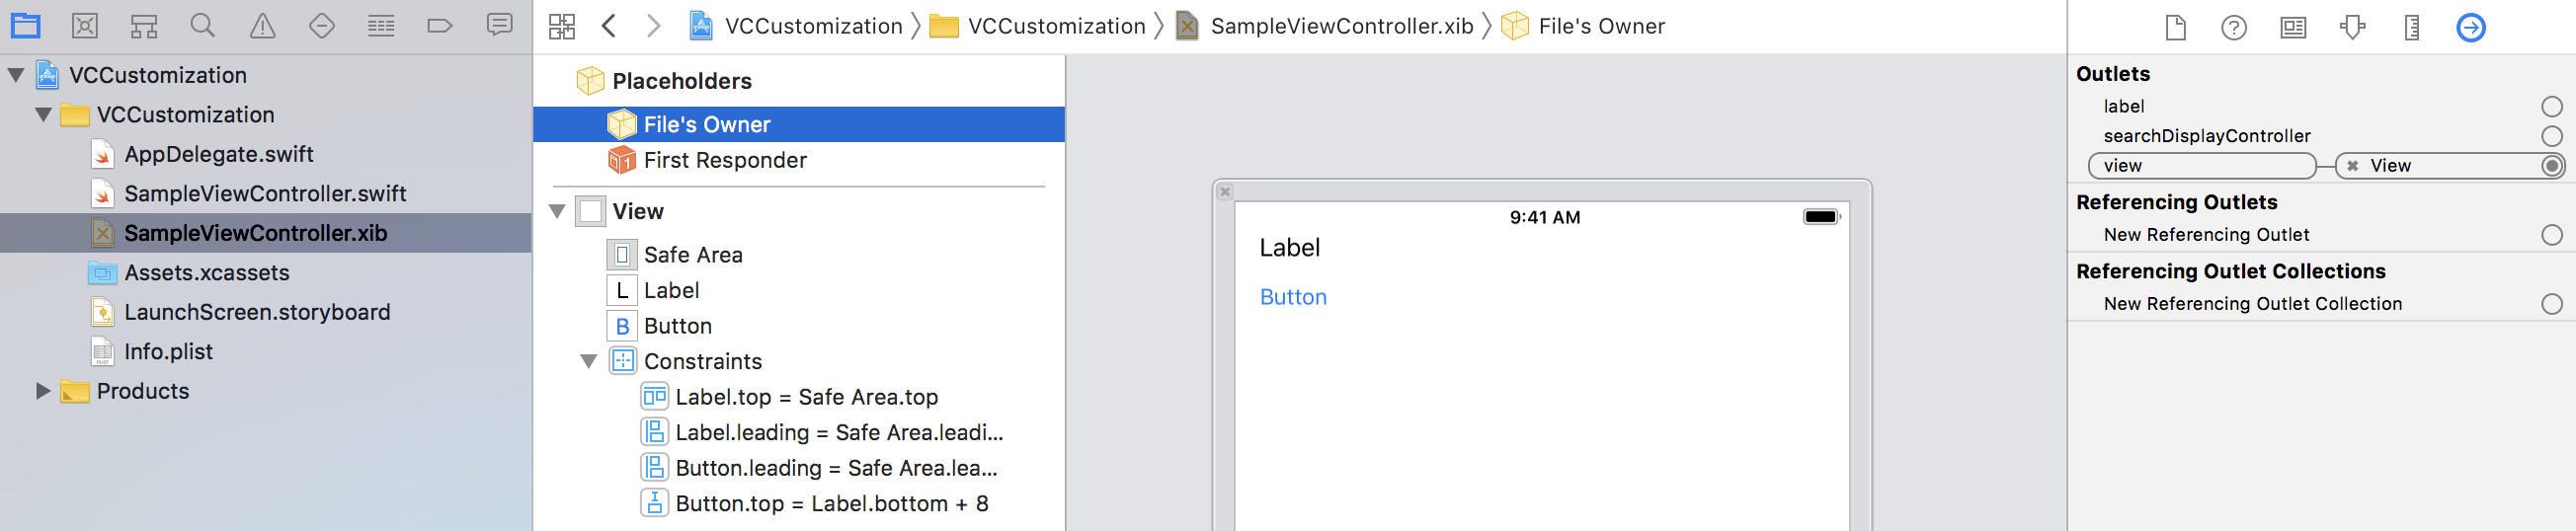 VCCustomization
VCCustomization
AppDelegate.swift
SampleViewController.swift
SampleViewController.xib
Assets.xcassets
LaunchScreen.storyboard
Info.plist
Products
VCCustomization
VCCustomization
SampleViewController.xib
File's Owner
Placeholders
File's Owner
1
First Responder
View
Safe Area
L Label
B Button
Constraints
Label.top = Safe Area.top
Label.leading = Safe Area.leadi...
Button.leading = Safe Area.lea...
Button.top = Label.bottom + 8
9:41 AM
Label
Button
Outlets
label
searchDisplayController
view
View
Referencing Outlets
New Referencing Outlet
Referencing Outlet Collections
New Referencing Outlet Collection